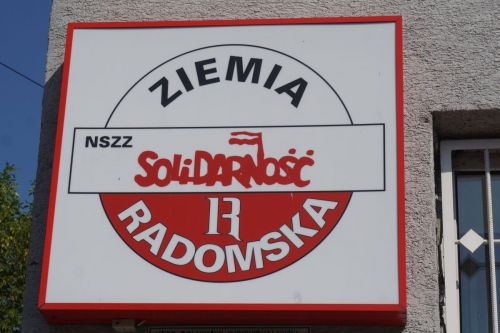 ZIEMIA
NSZZ
SOLiDARNOŚĆ
R
RADOMSKA